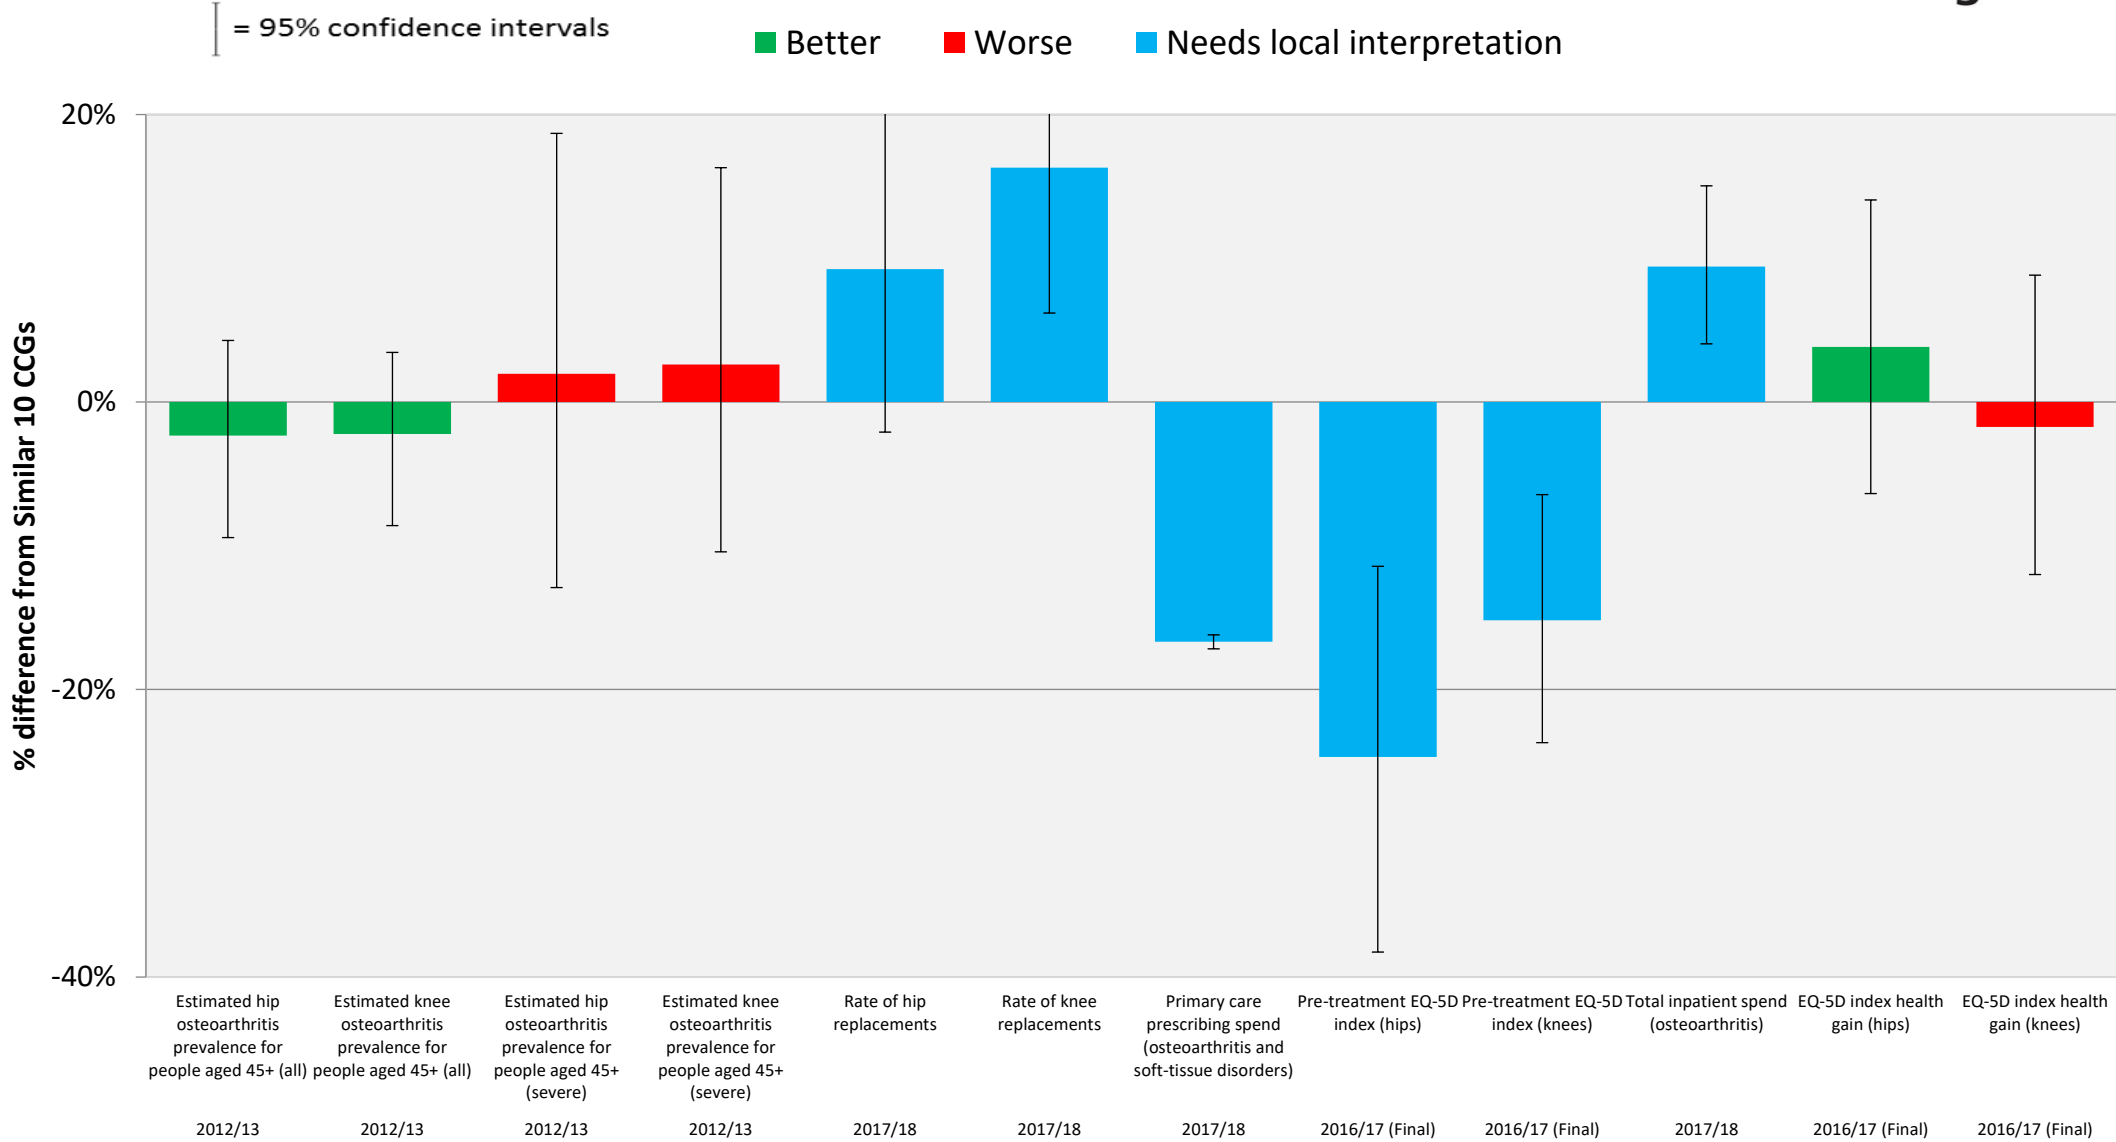 = 95% confidence intervals
Better
Worse
Needs local interpretation
% difference from Similar 10 CCGs
20%
0%
-20%
-40%
Estimated hip
osteoarthritis
prevalence for
people aged 45+ (all)
2012/13
Estimated knee
osteoarthritis
prevalence for
people aged 45+ (all)
2012/13
Estimated hip
osteoarthritis
prevalence for
people aged 45+
(severe)
2012/13
Estimated knee
osteoarthritis
prevalence for
people aged 45+
(severe)
2012/13
Rate of hip
replacements
2017/18
Rate of knee
replacements
2017/18
Primary care
prescribing spend
(osteoarthritis and
soft-tissue disorders)
2017/18
Pre-treatment EQ-5D
index (hips)
2016/17 (Final)
Pre-treatment EQ-5D
index (knees)
2016/17 (Final)
Total inpatient spend
(osteoarthritis)
2017/18
EQ-5D index health
gain (hips)
2016/17 (Final)
EQ-5D index health
gain (knees)
2016/17 (Final)